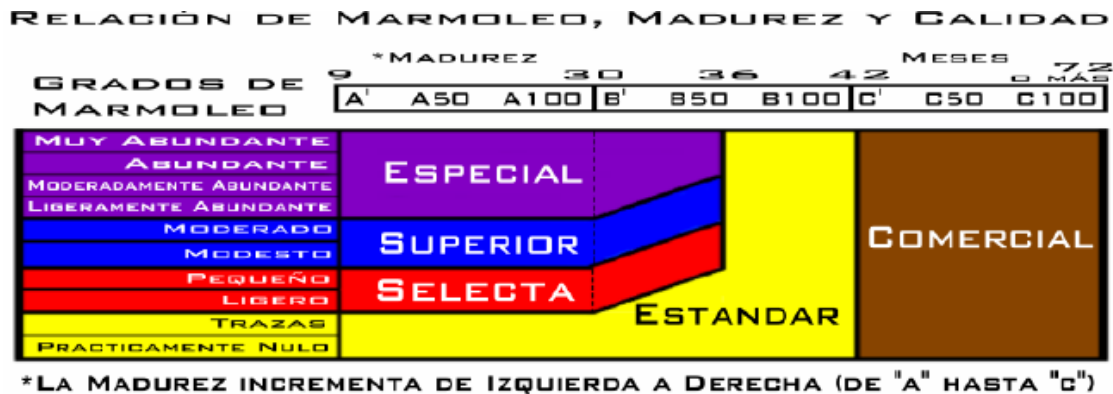 RELACIÓN DE MARMOLEO, MADUREZ Y CALIDAD
*MADUREZ MESES
9 30 36 42 72 O MÁS
GRADOS DE MARMOLEO
A' A50 A100 B' B50 B100 C' C50 C100
MUY ABUNDANTE
ABUNDANTE
MODERADAMENTE ABUNDANTE
LIGERAMENTE ABUNDANTE
ESPECIAL
MODERADO
MODESTO
SUPERIOR
COMERCIAL
PEQUEÑO
LIGERO
SELECTA
ESTANDAR
TRAZAS
PRACTICAMENTE NULO
*LA MADUREZ INCREMENTA DE IZQUIERDA A DERECHA (DE "A" HASTA "C")